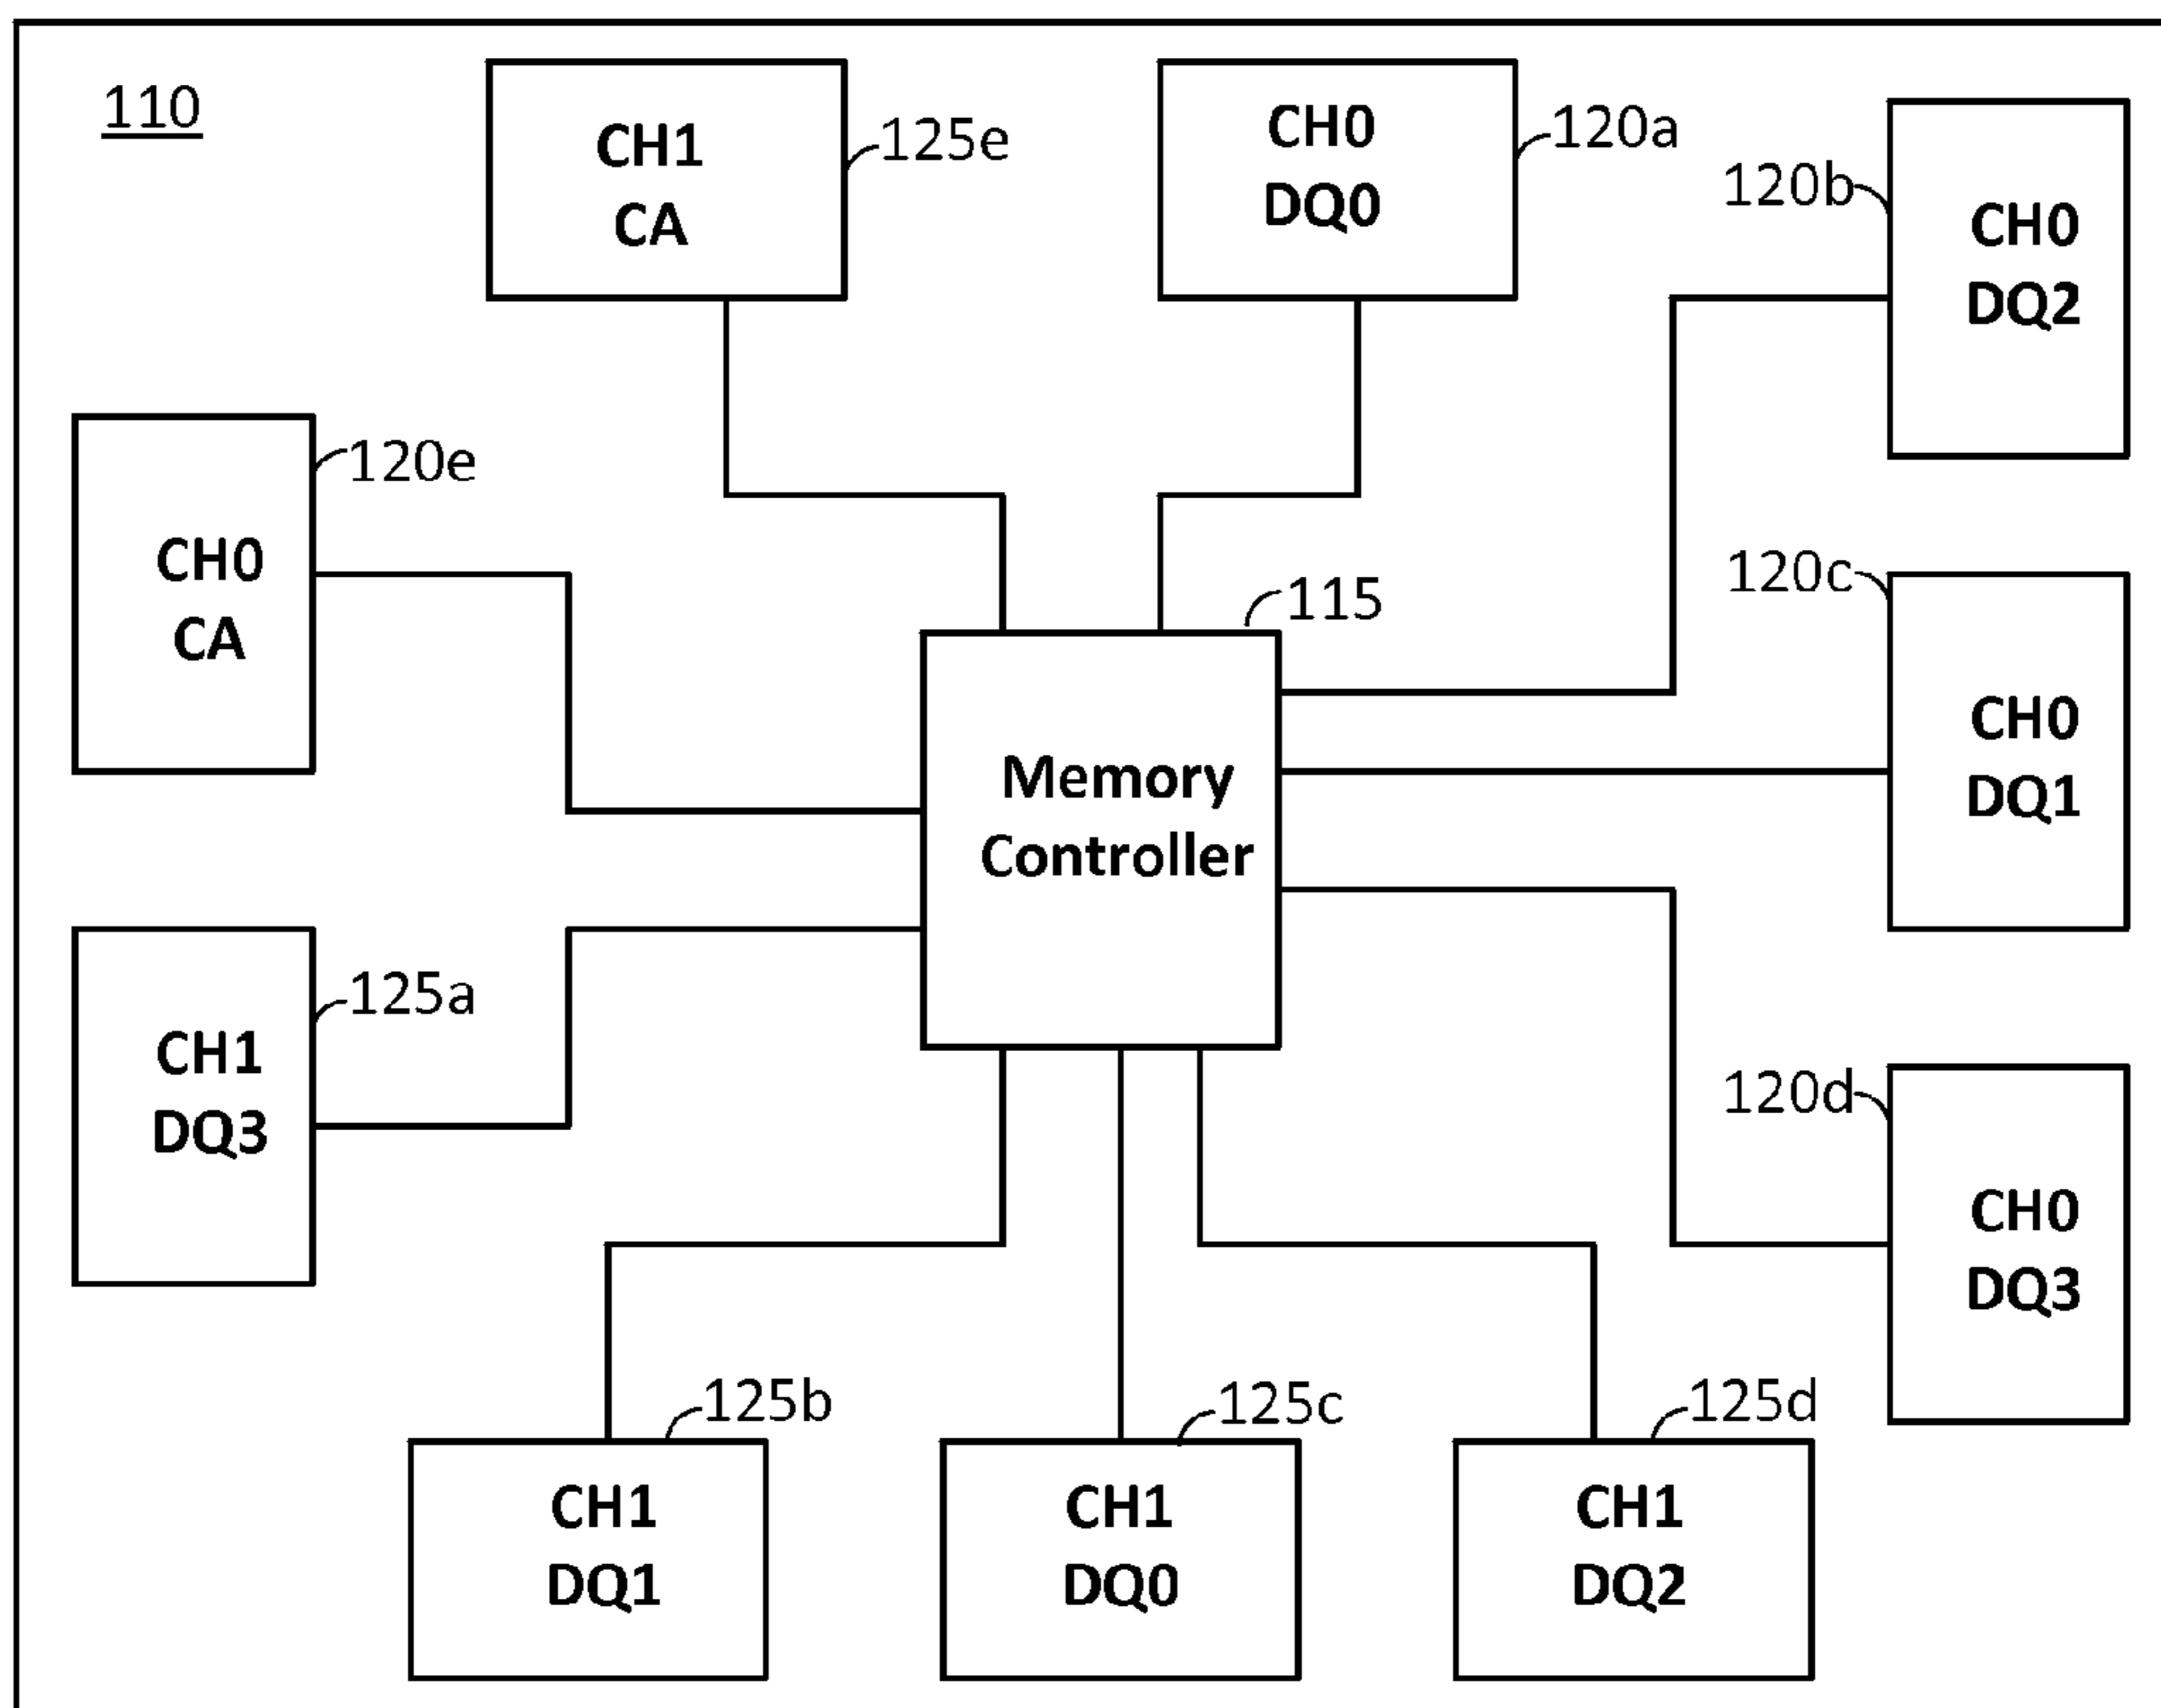 110
CH1
CA
125e
CH0
DQ0
120a
120b
CH0
DQ2
120e
CH0
CA
115
120c
CH0
DQ1
Memory
Controller
125a
CH1
DQ3
120d
CH0
DQ3
125b
CH1
DQ1
125c
CH1
DQ0
125d
CH1
DQ2